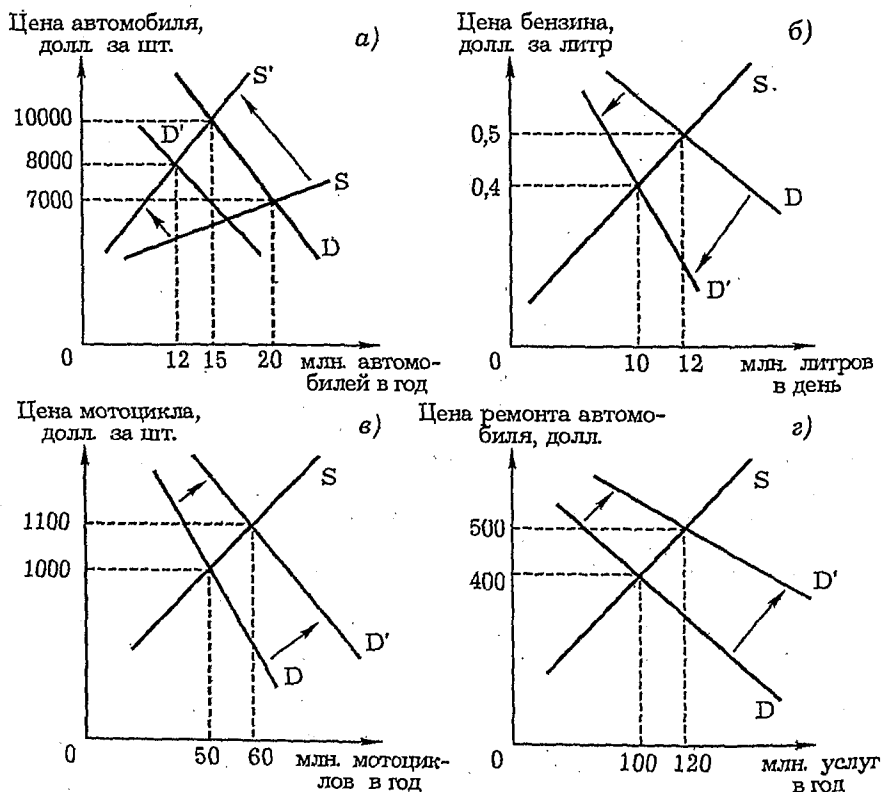 Цена автомобиля,
долл. за шт.
а)
S'
10000
D'
8000
S
7000
D
0
12
15
20
млн. автомо-
билей в год
Цена бензина,
долл. за литр
б)
S
0,5
0,4
D
D'
0
10
12
млн. литров
в день
Цена мотоцикла,
долл. за шт.
в)
S
1100
1000
D'
D
0
50
60
млн. мотоцик-
лов в год
Цена ремонта автомо-
биля, долл.
г)
S
500
400
D'
D
0
100
120
млн. услуг
в год